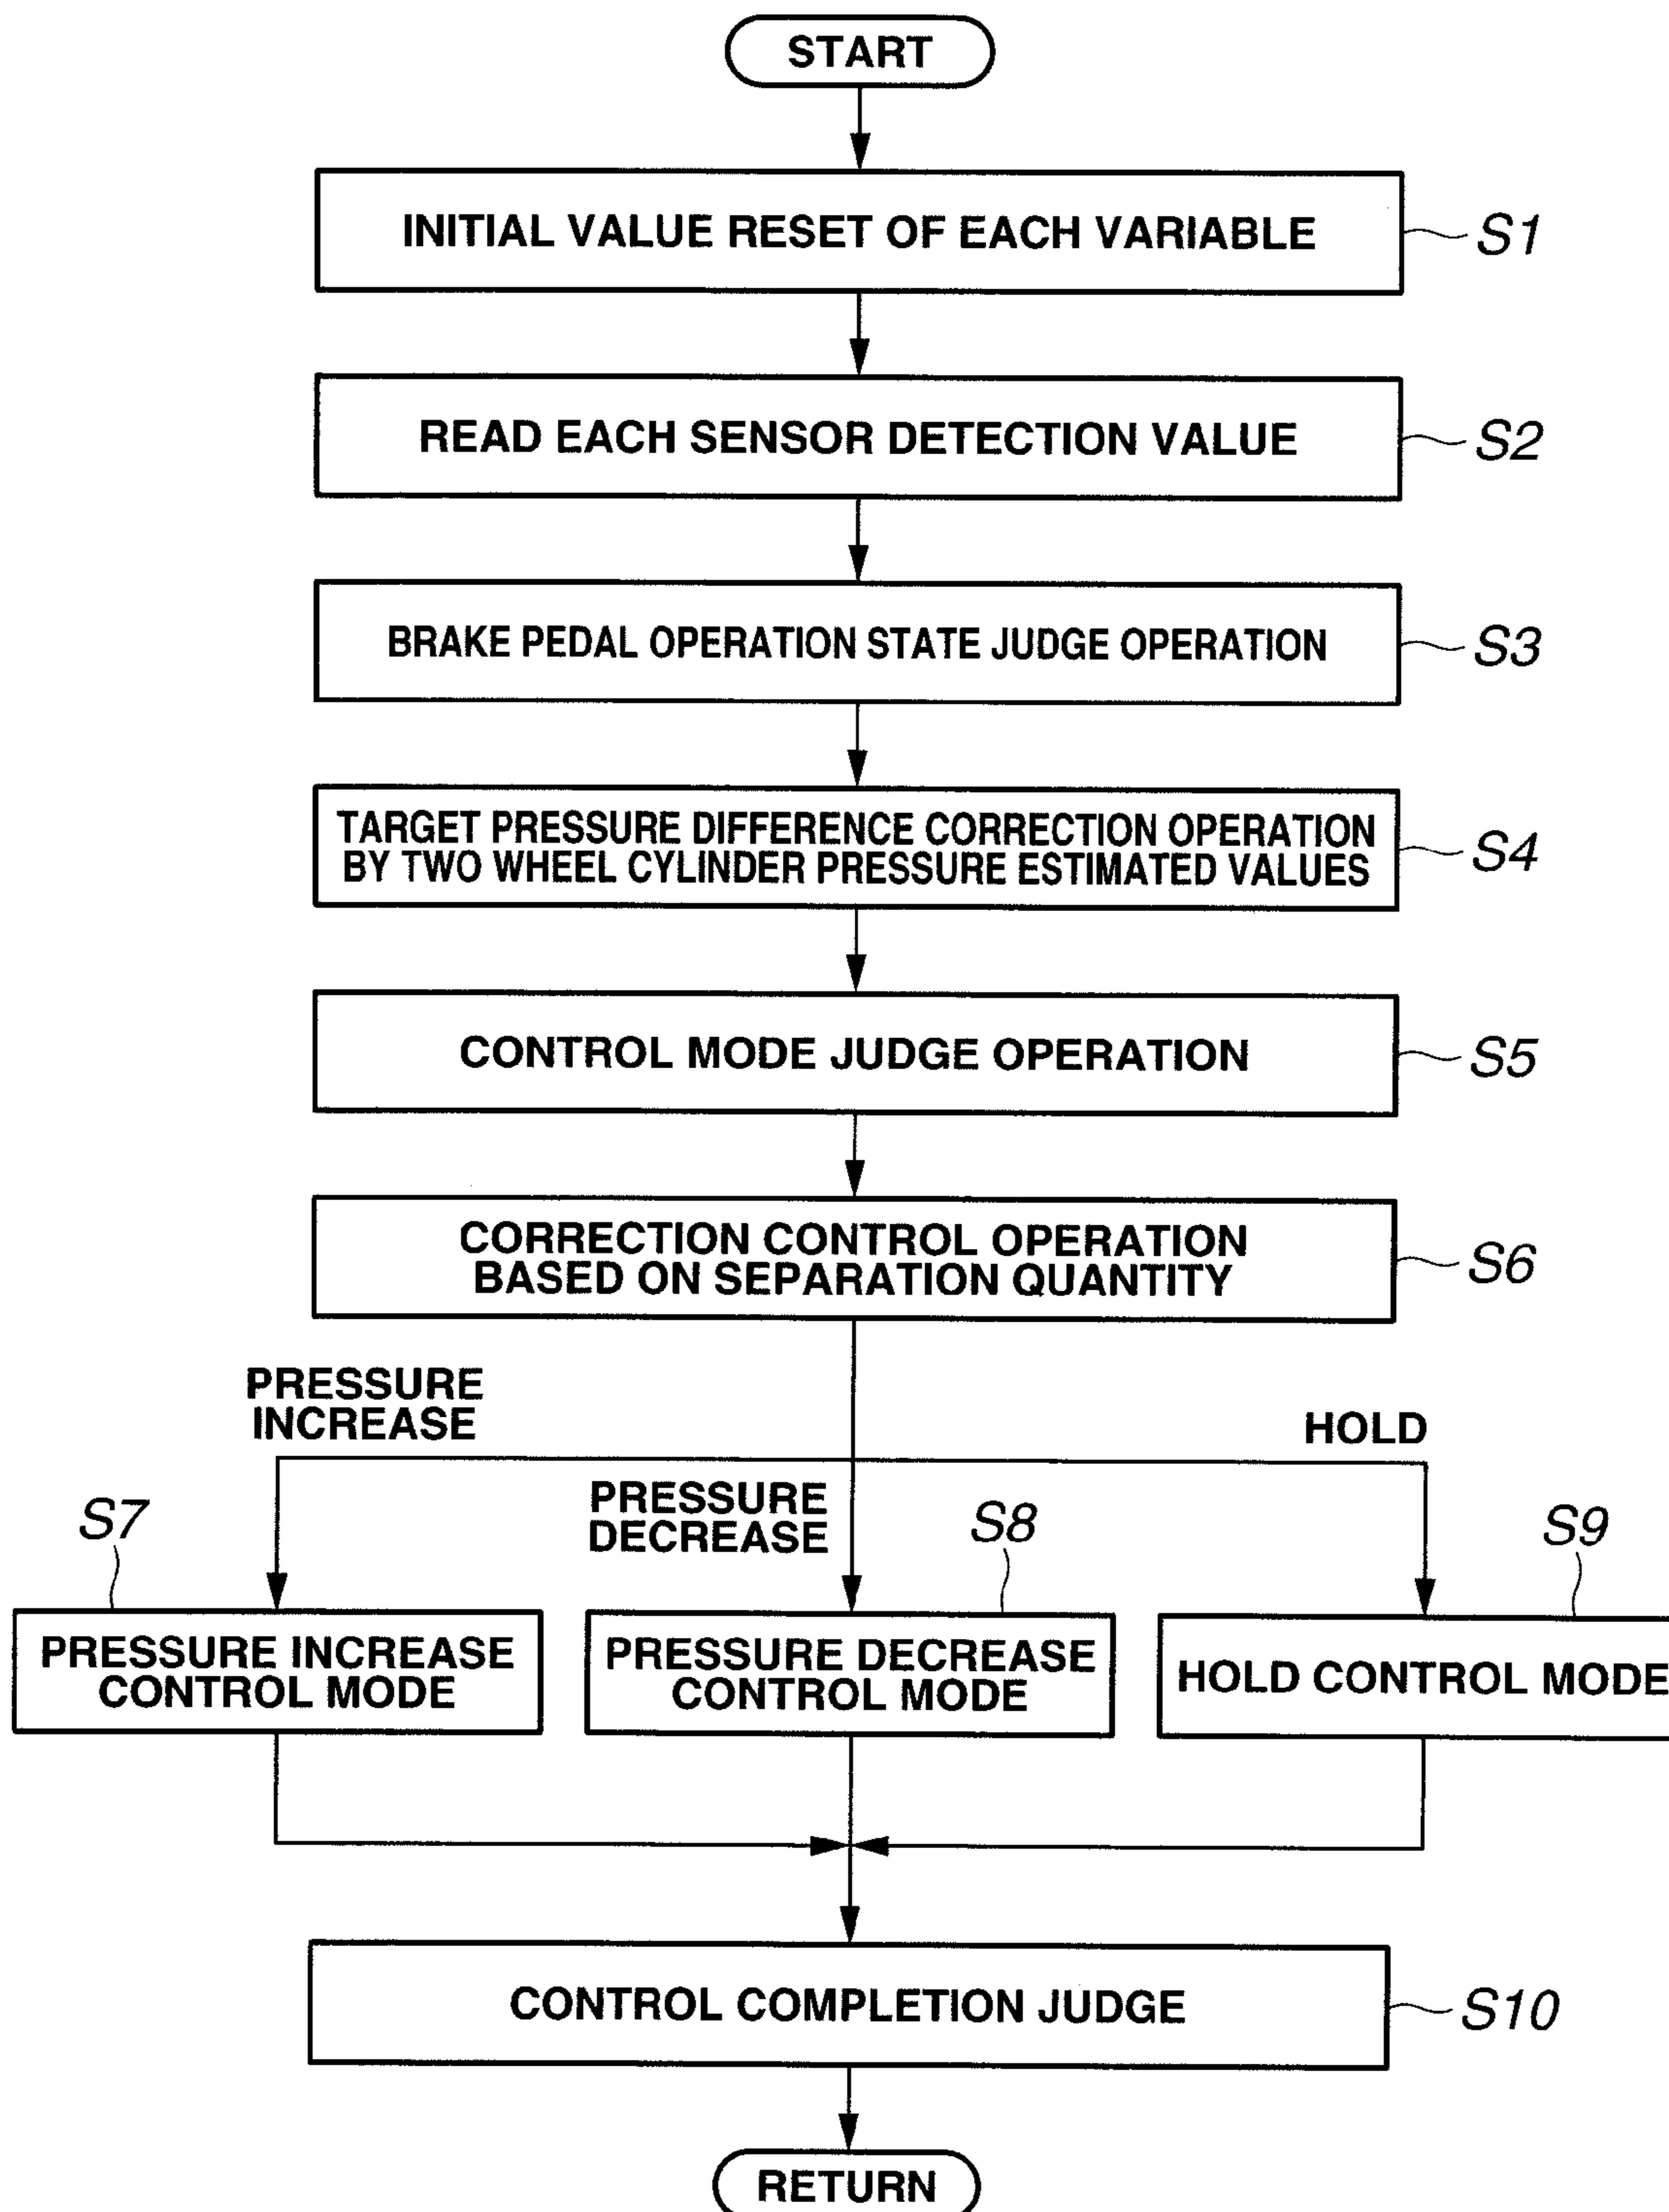 START
INITIAL VALUE RESET OF EACH VARIABLE
S1
READ EACH SENSOR DETECTION VALUE
S2
BRAKE PEDAL OPERATION STATE JUDGE OPERATION
S3
TARGET PRESSURE DIFFERENCE CORRECTION OPERATION
BY TWO WHEEL CYLINDER PRESSURE ESTIMATED VALUES
S4
CONTROL MODE JUDGE OPERATION
S5
CORRECTION CONTROL OPERATION
BASED ON SEPARATION QUANTITY
S6
PRESSURE
INCREASE
HOLD
PRESSURE
DECREASE
S7
S8
S9
PRESSURE INCREASE
CONTROL MODE
PRESSURE DECREASE
CONTROL MODE
HOLD CONTROL MODE
CONTROL COMPLETION JUDGE
S10
RETURN